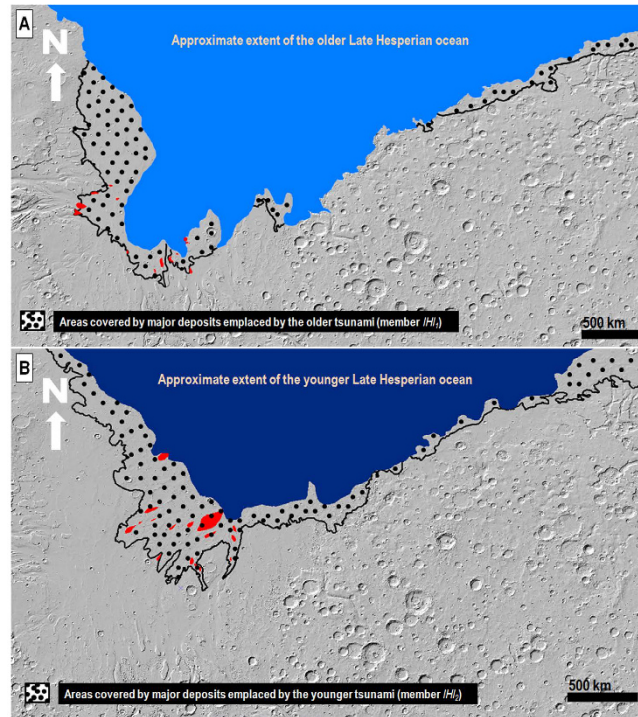 A
N
Approximate extent of the older Late Hesperian ocean
Areas covered by major deposits emplaced by the older tsunami (member lHl1)
500 km
B
N
Approximate extent of the younger Late Hesperian ocean
Areas covered by major deposits emplaced by the younger tsunami (member lHl2)
500 km